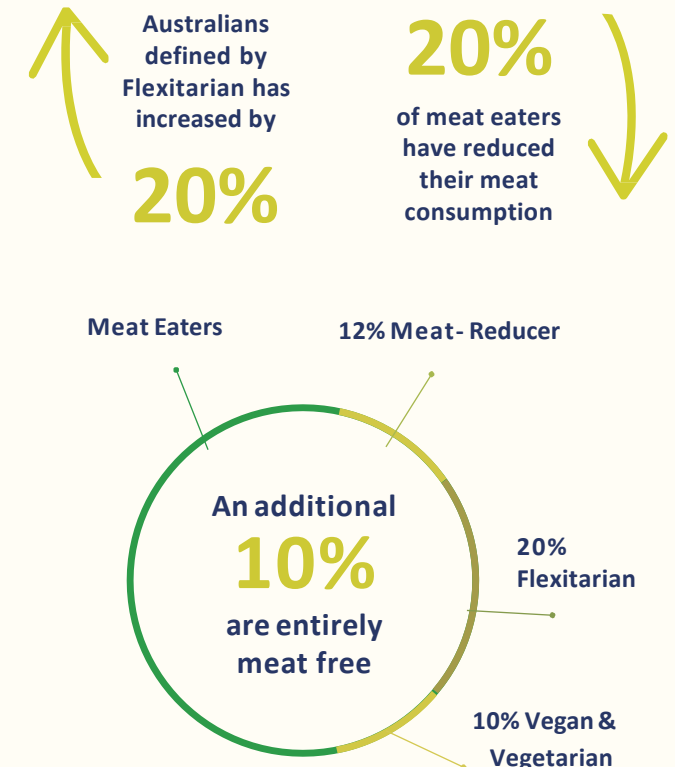 Australians
defined by
Flexitarian has
increased by
20%
20%
of meat eaters
have reduced
their meat
consumption
Meat Eaters
12% Meat- Reducer
An additional
10%
are entirely
meat free
20%
Flexitarian
10% Vegan &
Vegetarian